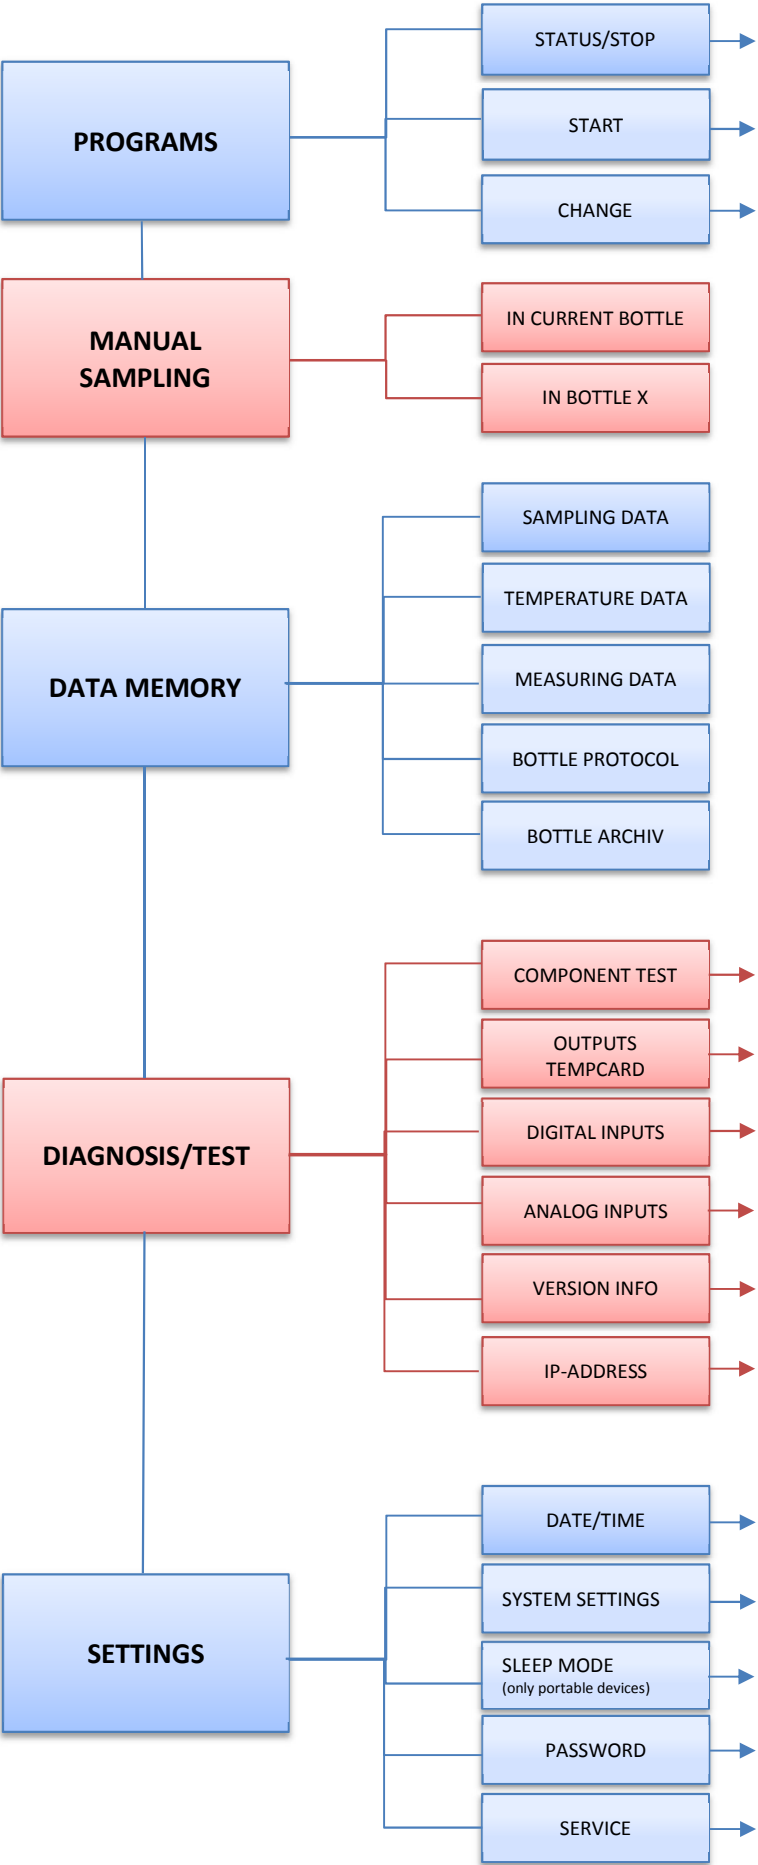 PROGRAMS
STATUS/STOP
START
CHANGE
MANUAL
SAMPLING
IN CURRENT BOTTLE
IN BOTTLE X
DATA MEMORY
SAMPLING DATA
TEMPERATURE DATA
MEASURING DATA
BOTTLE PROTOCOL
BOTTLE ARCHIV
DIAGNOSIS/TEST
COMPONENT TEST
OUTPUTS
TEMPCARD
DIGITAL INPUTS
ANALOG INPUTS
VERSION INFO
IP-ADDRESS
SETTINGS
DATE/TIME
SYSTEM SETTINGS
SLEEP MODE
(only portable devices)
PASSWORD
SERVICE